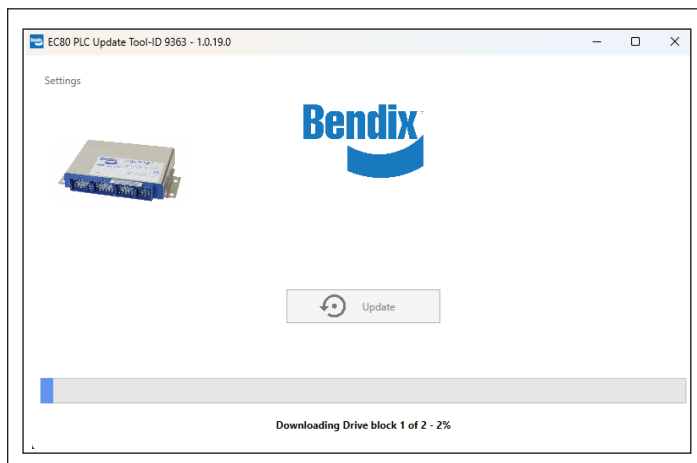 EC80 PLC Update Tool-ID 9363 - 1.0.19.0
Settings
Bendix
Update
Downloading Drive block 1 of 2 - 2%